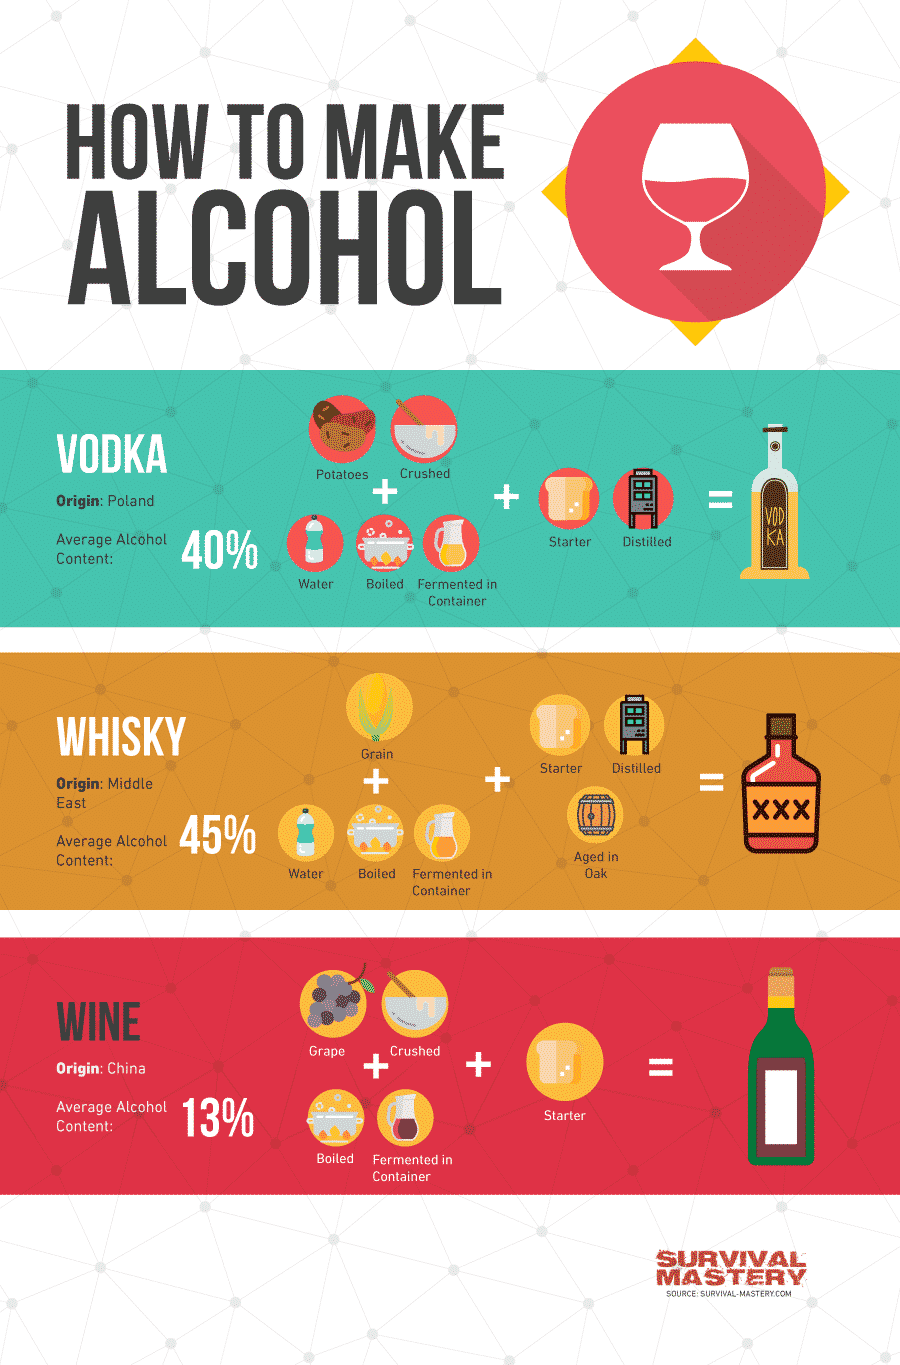 HOW TO MAKE
ALCOHOL
VODKA
Origin: Poland
Average Alcohol
Content:
40%
Potatoes
Crushed
+
Water
Boiled
Fermented in
Container
+
Starter
Distilled
=
VOD
KA
WHISKY
Origin: Middle
East
Average Alcohol
Content:
45%
Grain
+
Water
Boiled
Fermented in
Container
+
Starter
Distilled
Aged in
Oak
=
XXX
WINE
Origin: China
Average Alcohol
Content:
13%
Grape
Crushed
+
Boiled
Fermented in
Container
+
Starter
=
SURVIVAL
MASTERY
SOURCE: SURVIVAL-MASTERY.COM